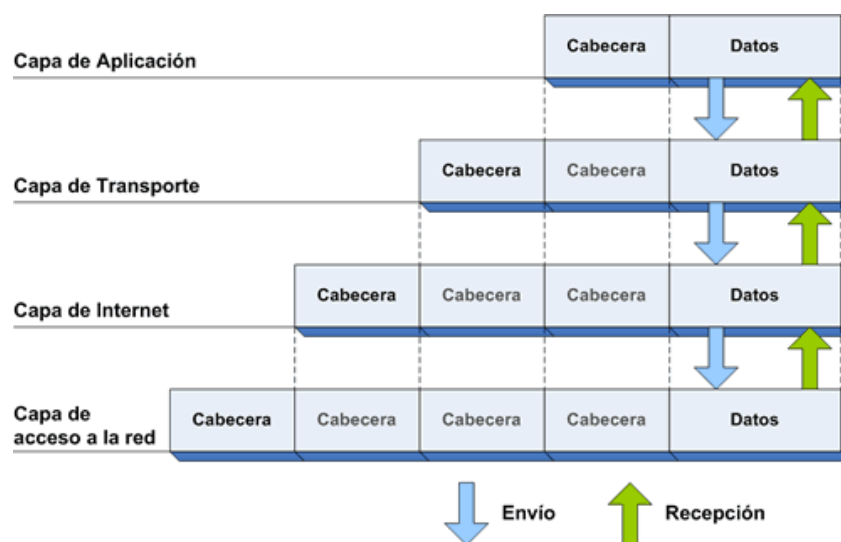 Cabecera Datos
Capa de Aplicación
Cabecera Cabecera Datos
Capa de Transporte
Cabecera Cabecera Cabecera Datos
Capa de Internet
Capa de
acceso a la red
Cabecera Cabecera Cabecera Cabecera Datos
Envío Recepción